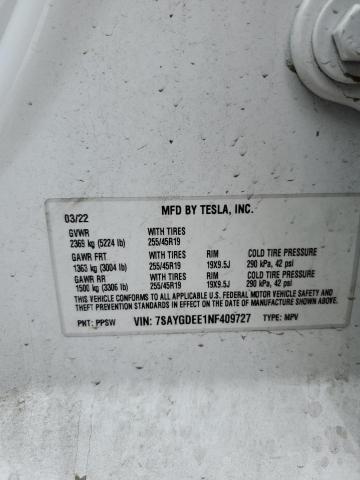 MFD BY TESLA, INC.
03/22
GVWR WITH TIRES
2369 kg (5224 lb) 255/45R19
GAWR FRT WITH TIRES RIM COLD TIRE PRESSURE
1363 kg (3004 lb) 255/45R19 19X9.5J 290 kPa, 42 psi
GAWR RR WITH TIRES RIM COLD TIRE PRESSURE
1500 kg (3306 lb) 255/45R19 19X9.5J 290 kPa, 42 psi
THIS VEHICLE CONFORMS TO ALL APPLICABLE U.S. FEDERAL MOTOR VEHICLE SAFETY AND
THEFT PREVENTION STANDARDS IN EFFECT ON THE DATE OF MANUFACTURE SHOWN ABOVE.
PNT: PPSW VIN: 7SAYGDEE1NF409727 TYPE: MPV